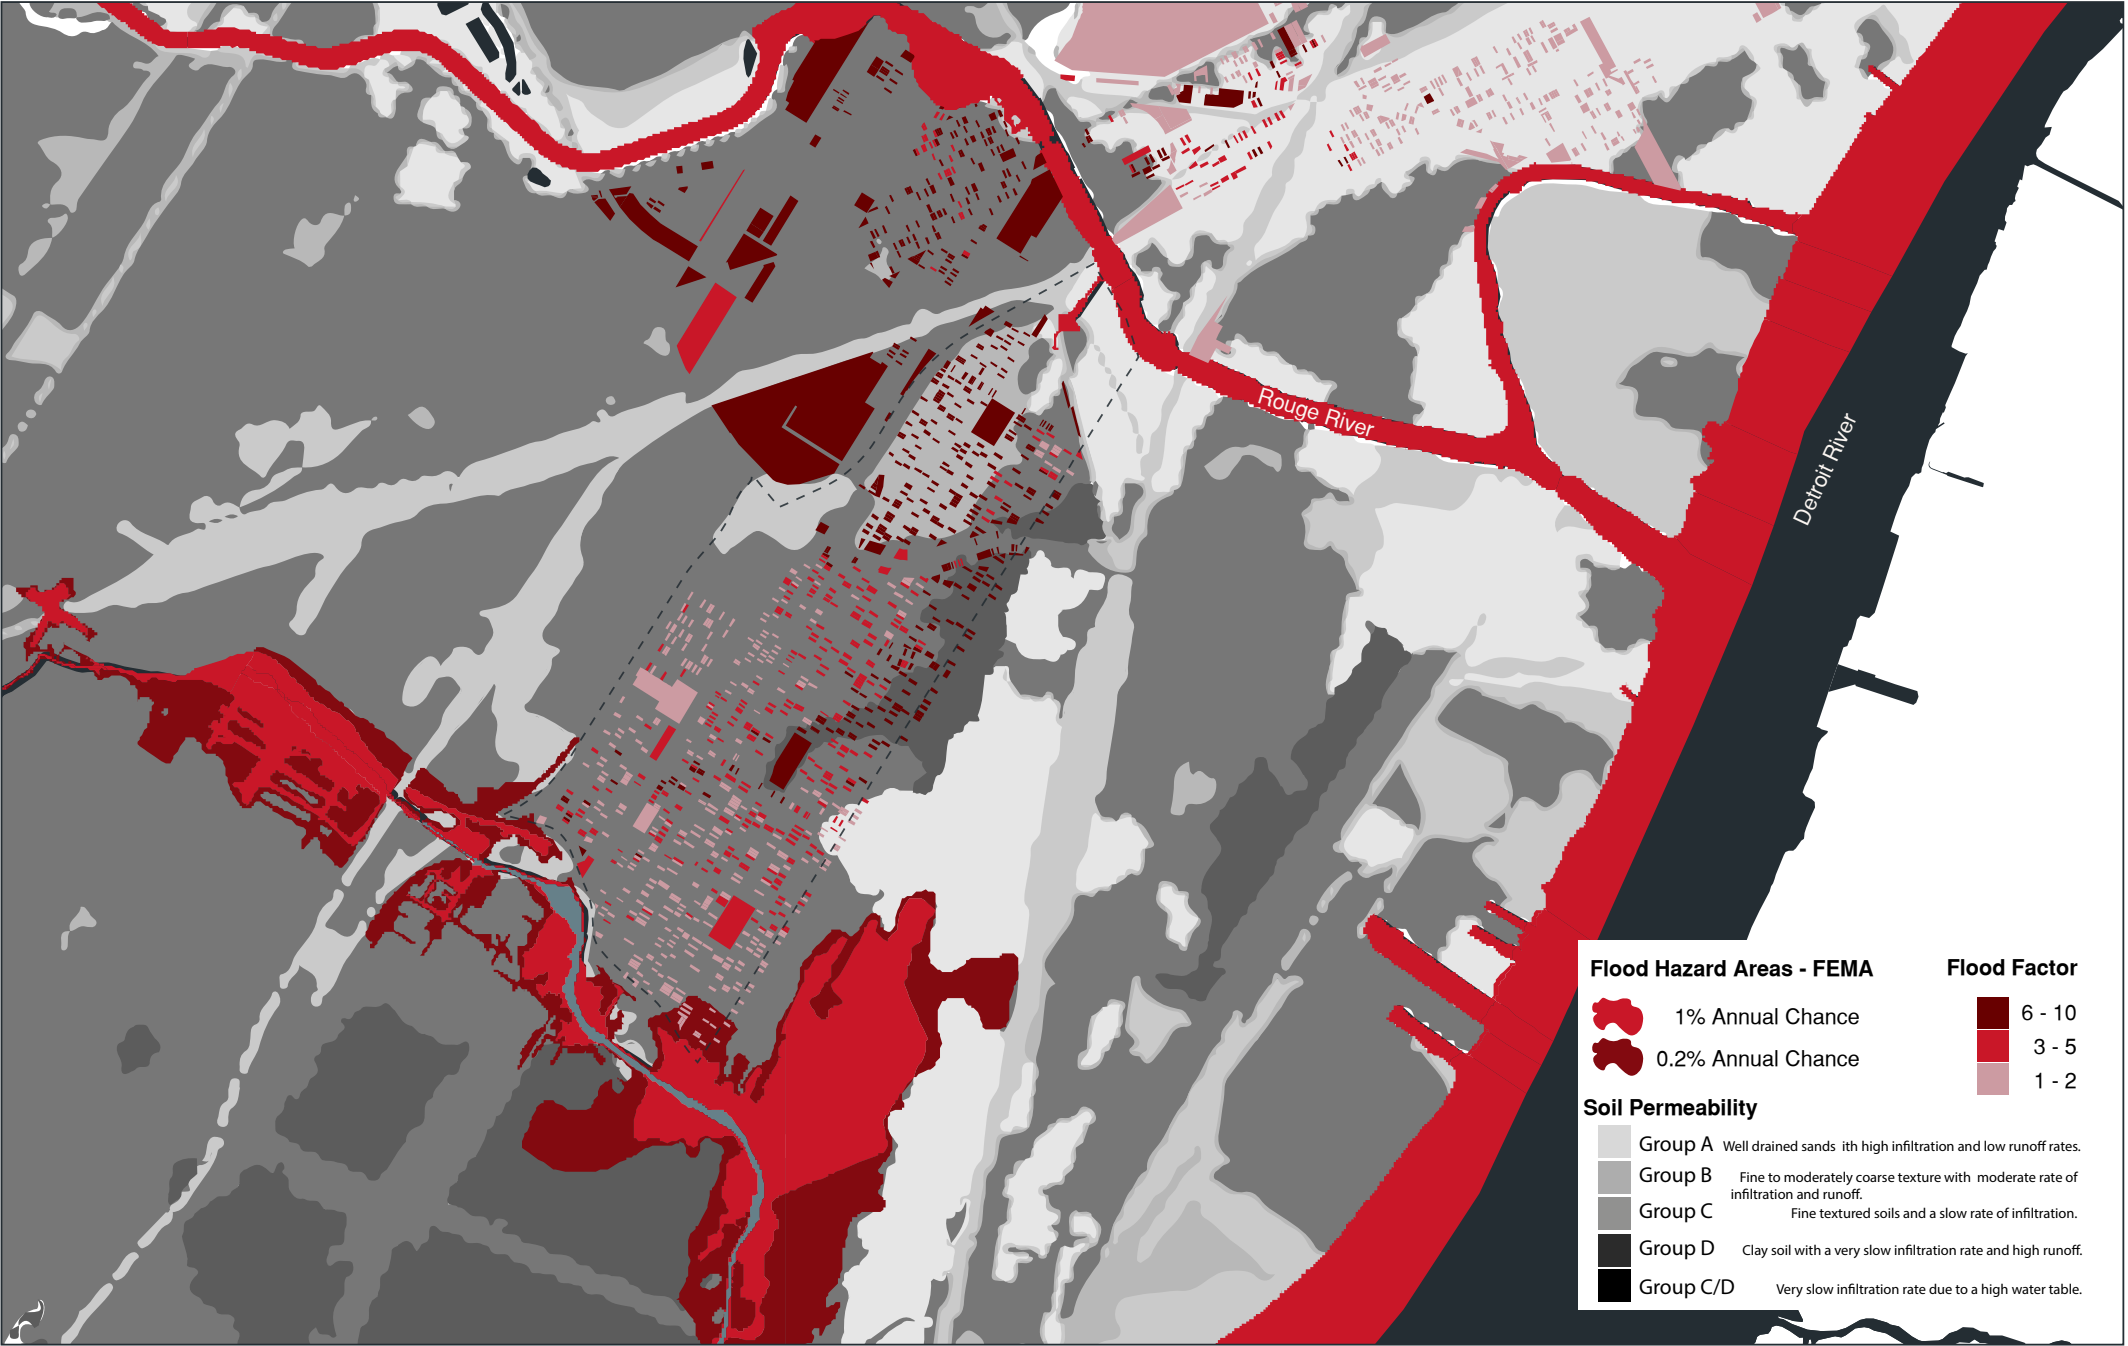 Rouge River
Detroit River
Flood Hazard Areas - FEMA
1% Annual Chance
0.2% Annual Chance
Flood Factor
6 - 10
3 - 5
1 - 2
Soil Permeability
Group A Well drained sands ith high infiltration and low runoff rates.
Group B Fine to moderately coarse texture with moderate rate of
infiltration and runoff.
Group C Fine textured soils and a slow rate of infiltration.
Group D Clay soil with a very slow infiltration rate and high runoff.
Group C/D Very slow infiltration rate due to a high water table.